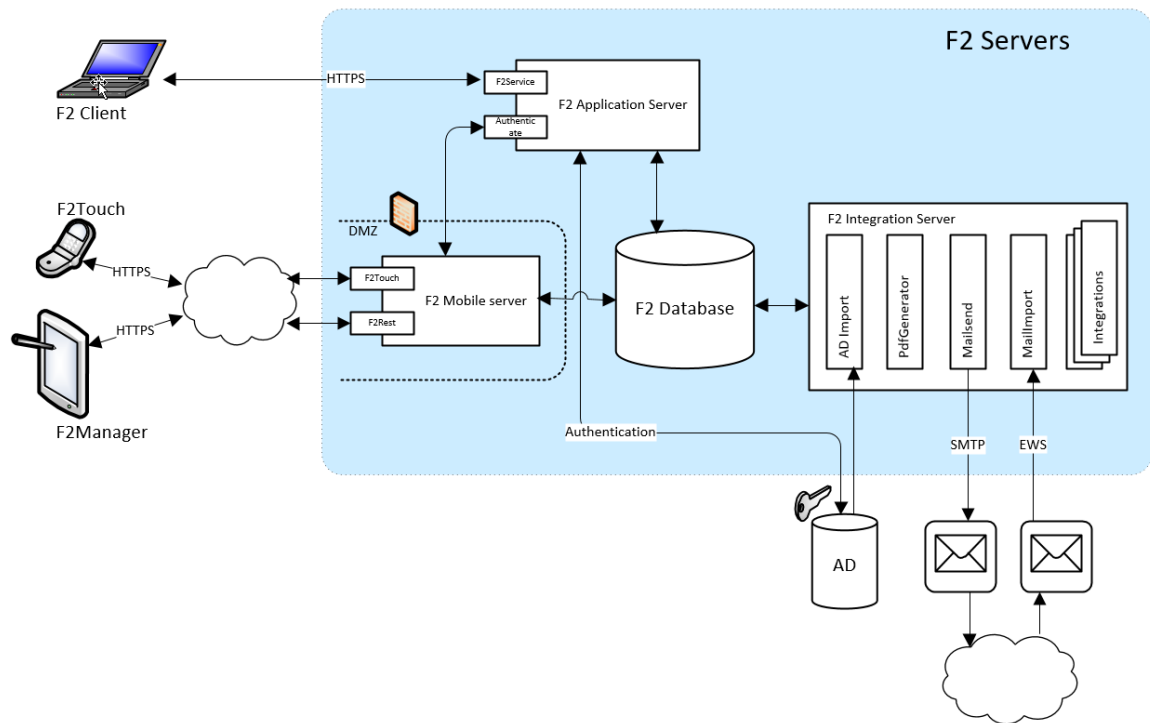 F2 Servers
F2 Client
HTTPS
F2Service
F2 Application Server
Authentic
ate
F2Touch
HTTPS
HTTPS
F2Manager
DMZ
F2Touch
F2 Mobile server
F2Rest
F2 Database
F2 Integration Server
AD Import
PdfGenerator
Mailsend
MailImport
Integrations
Authentication
SMTP
EWS
AD